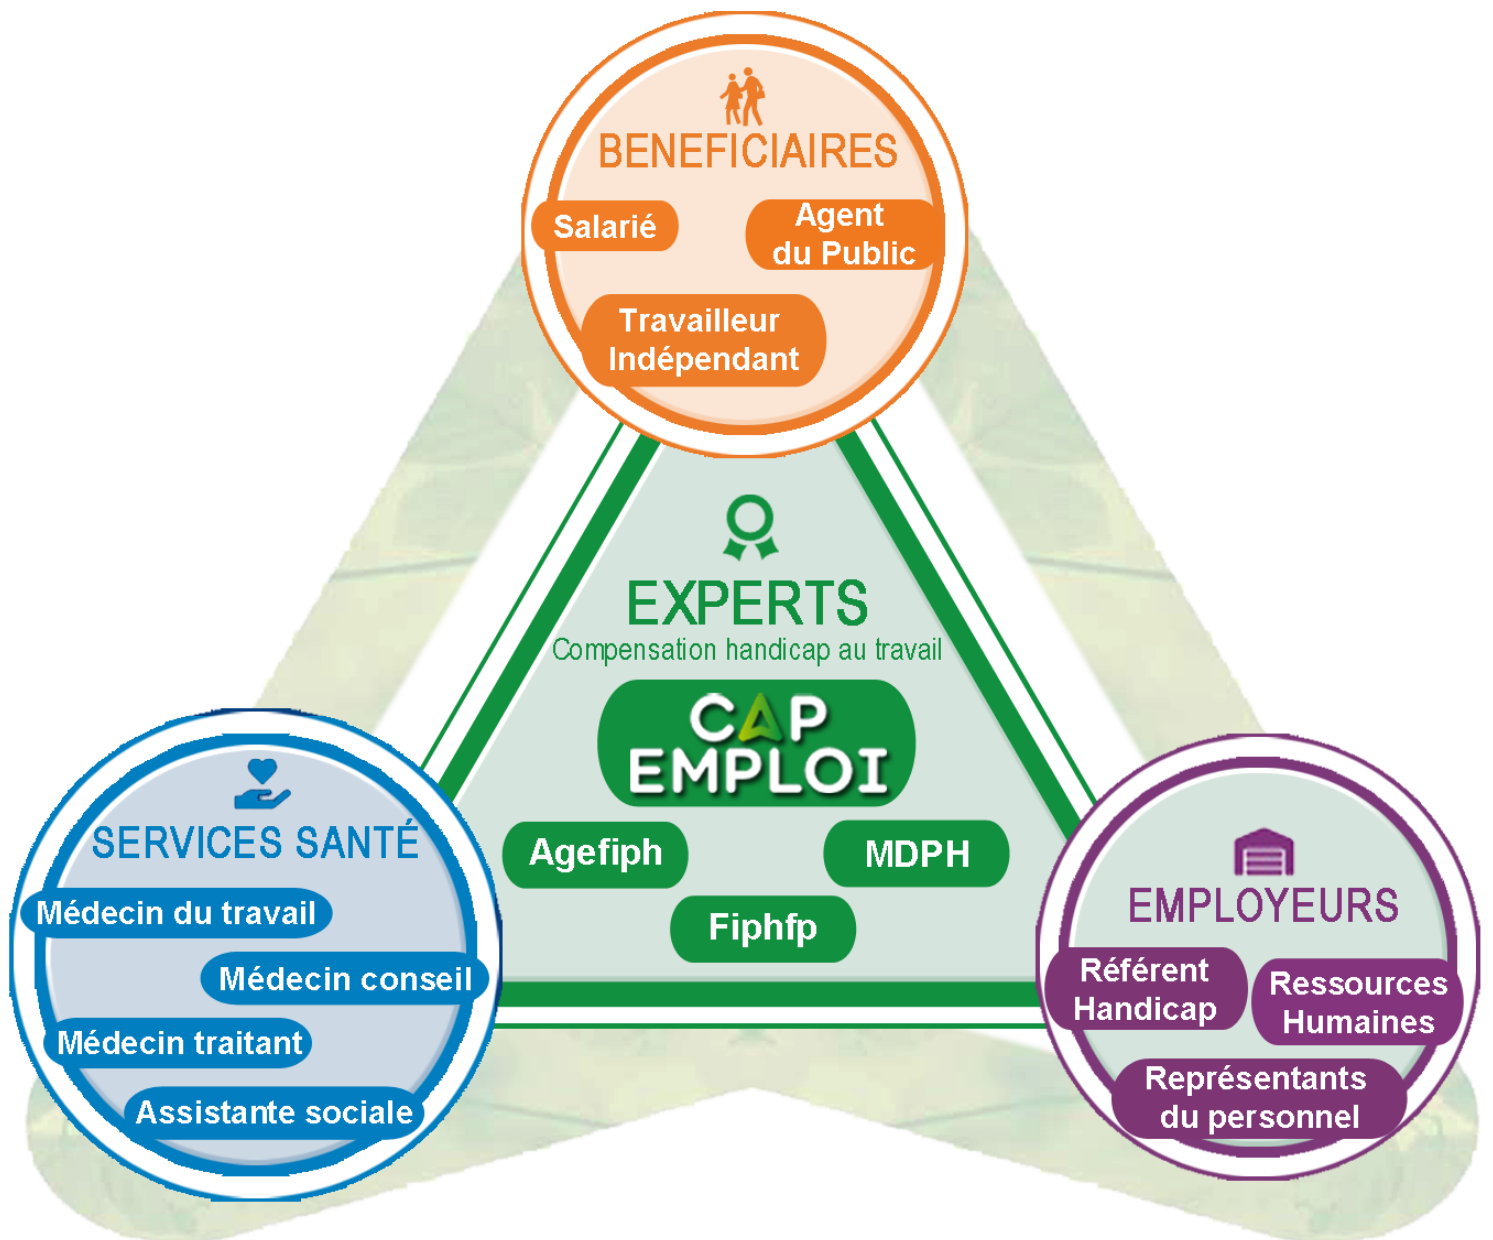 BENEFICIAIRES
Salarié
Agent
du Public
Travailleur
Indépendant
EXPERTS
Compensation handicap au travail
CAP
EMPLOI
Agefiph
MDPH
Fiphfp
SERVICES SANTÉ
Médecin du travail
Médecin conseil
Médecin traitant
Assistante sociale
EMPLOYEURS
Référent
Handicap
Ressources
Humaines
Représentants
du personnel